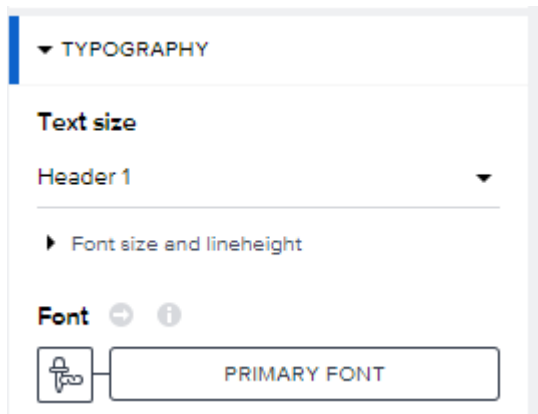 TYPOGRAPHY
Text size
Header 1
Font size and lineheight
Font
PRIMARY FONT